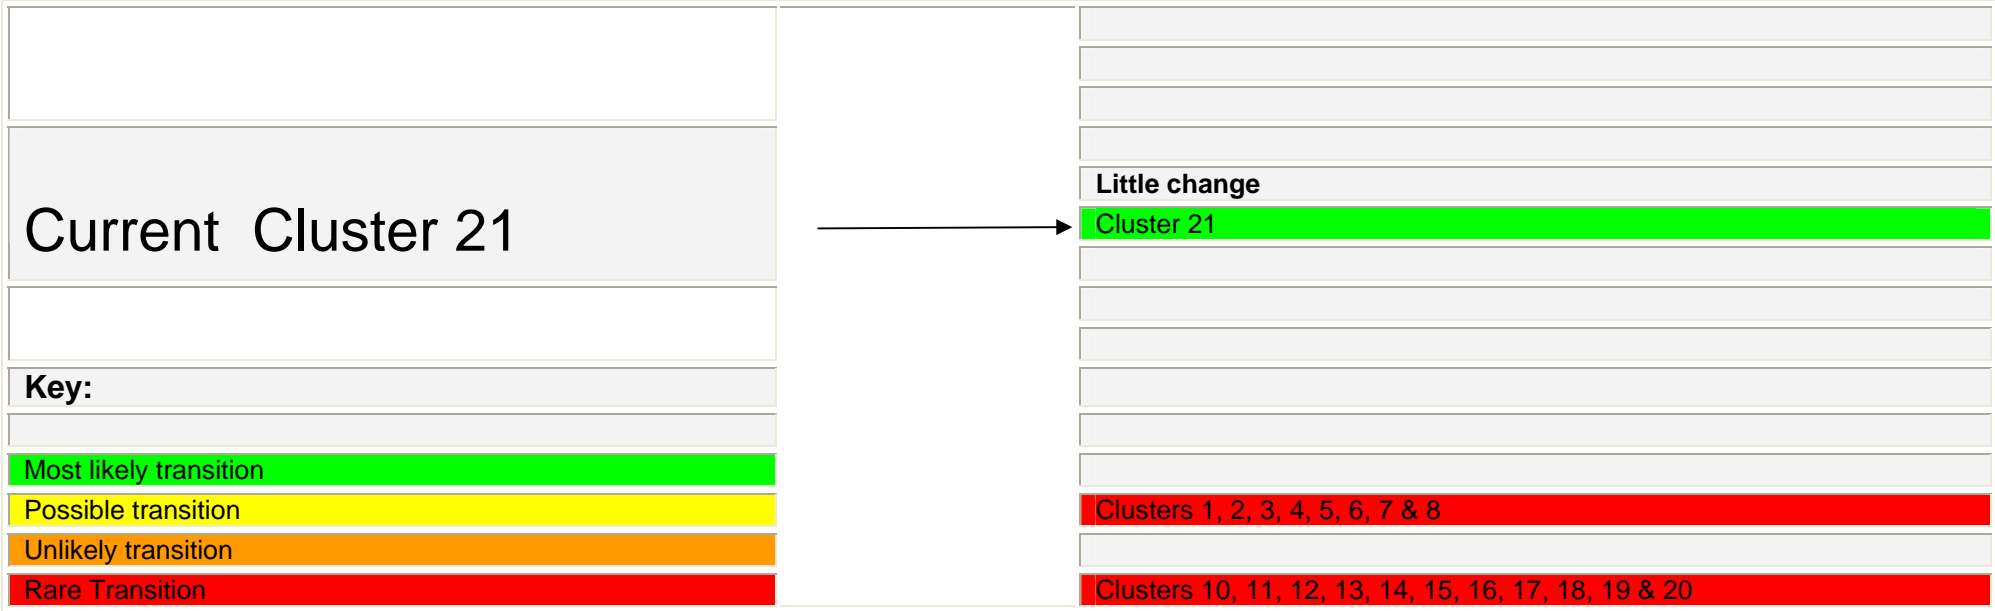 Current Cluster 21
Key:
Most likely transition
Possible transition
Unlikely transition
Rare Transition
Little change
Cluster 21
Clusters 1, 2, 3, 4, 5, 6, 7 & 8
Clusters 10, 11, 12, 13, 14, 15, 16, 17, 18, 19 & 20